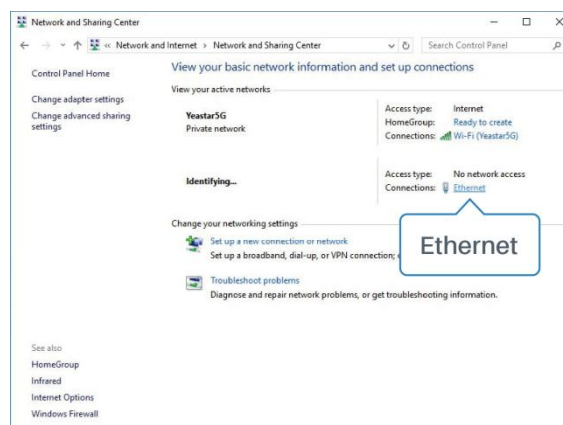 Network and Sharing Center
« Network and Internet › Network and Sharing Center
Search Control Panel
Control Panel Home
Change adapter settings
Change advanced sharing
settings
View your basic network information and set up connections
View your active networks
Yeastar5G
Private network
Access type: Internet
HomeGroup: Ready to create
Connections: Wi-Fi (Yeastar5G)
Identifying...
Access type: No network access
Connections: Ethernet
Ethernet
Change your networking settings
Set up a new connection or network
Set up a broadband, dial-up, or VPN connection;
Troubleshoot problems
Diagnose and repair network problems, or get troubleshooting information.
See also
HomeGroup
Infrared
Internet Options
Windows Firewall